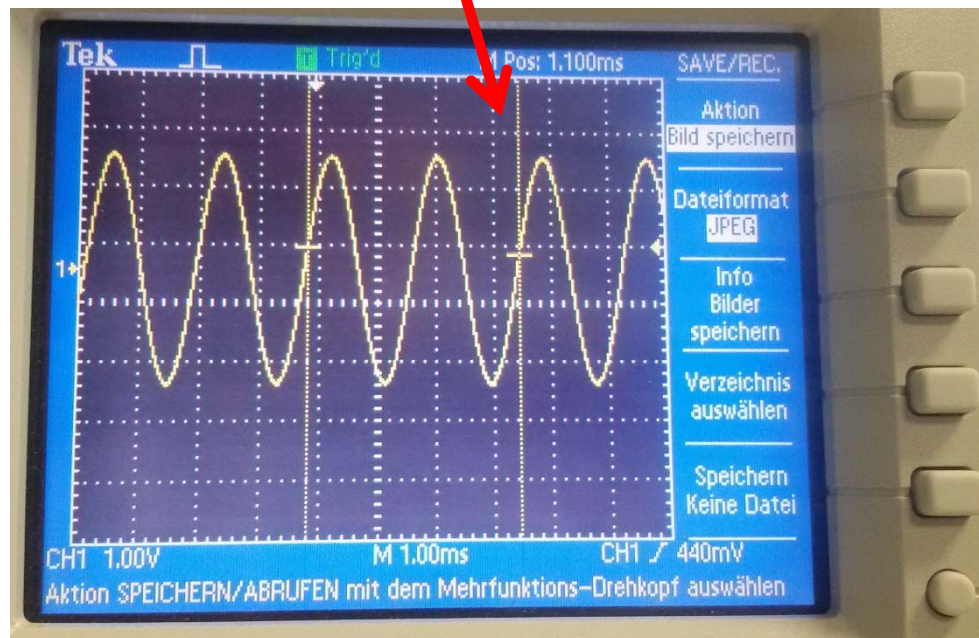 Tek Trig'd Pos: 1.100ms SAVE/REC.
Aktion
Bild speichern
Dateiformat
JPEG
1
Info
Bilder
speichern
Verzeichnis
auswählen
Speichern
Keine Datei
CH1 1.00V M 1.00ms CH1 440mV
Aktion SPEICHERN/ABRUFEN mit dem Mehrfunktions-Drehkopf auswählen